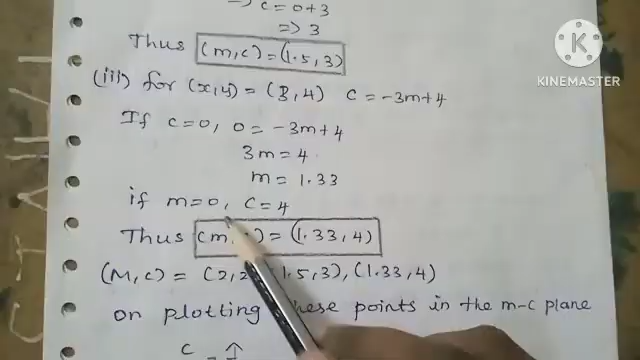 => C = 0+3
=> 3
Thus (m,c) = (1.5,3)
KINEMASTER
(iii) for (x,y) = (3,4) C = -3m+4
If C=0, 0 = -3m+4
3m = 4
m = 1.33
if m=0, C=4
Thus (m, ) = (1.33,4)
(M,C) = (2,2 1.5,3), (1.33,4)
on plotting these points in the m-c plane
C